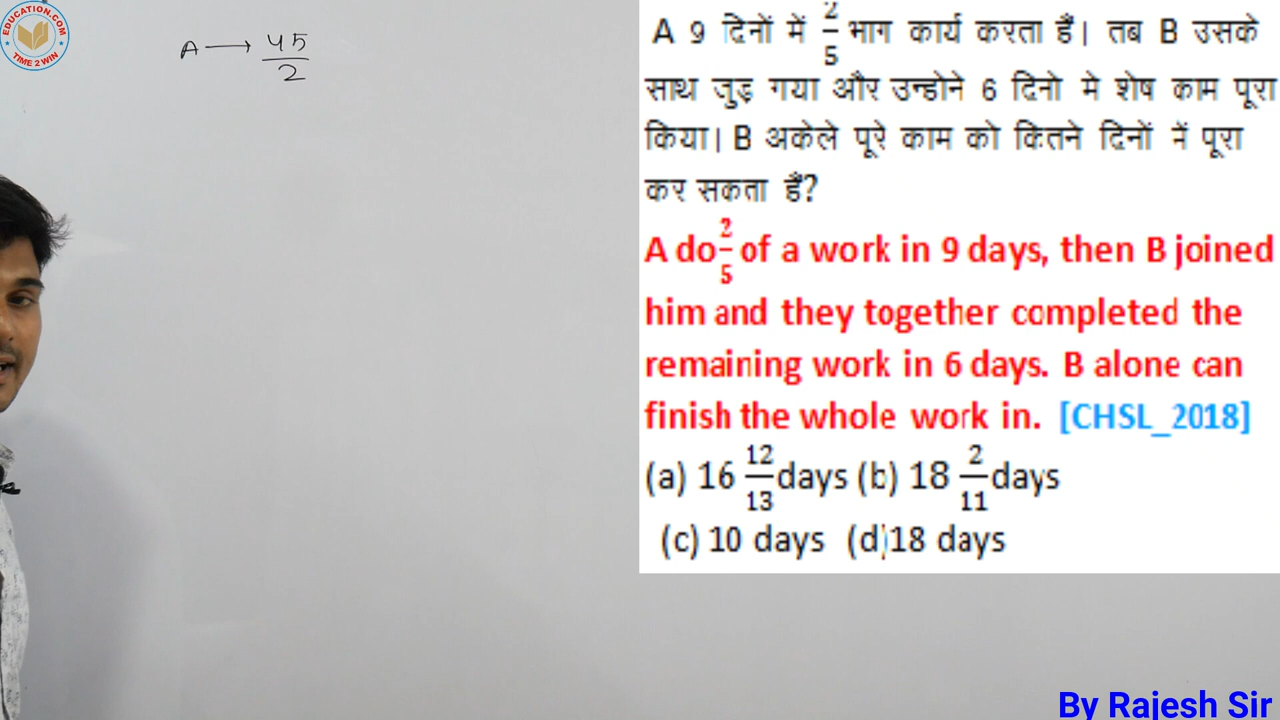 EDUCATION.COM
TIME 2 WIN
A → 45/2
A 9 दिनों में 2/5 भाग कार्य करता हैं। तब B उसके
साथ जुड़ गया और उन्डोने 6 दिनो मे शेष काम पूरा
किया। B अकेले पूरे काम को कितने दिनों में पूरा
कर सकता हैं?
A do 2/5 of a work in 9 days, then B joined
him and they together completed the
remaining work in 6 days. B alone can
finish the whole work in. [CHSL_2018]
(a) 16 12/13 days (b) 18 2/11 days
(c) 10 days (d) 18 days
By Rajesh Sir